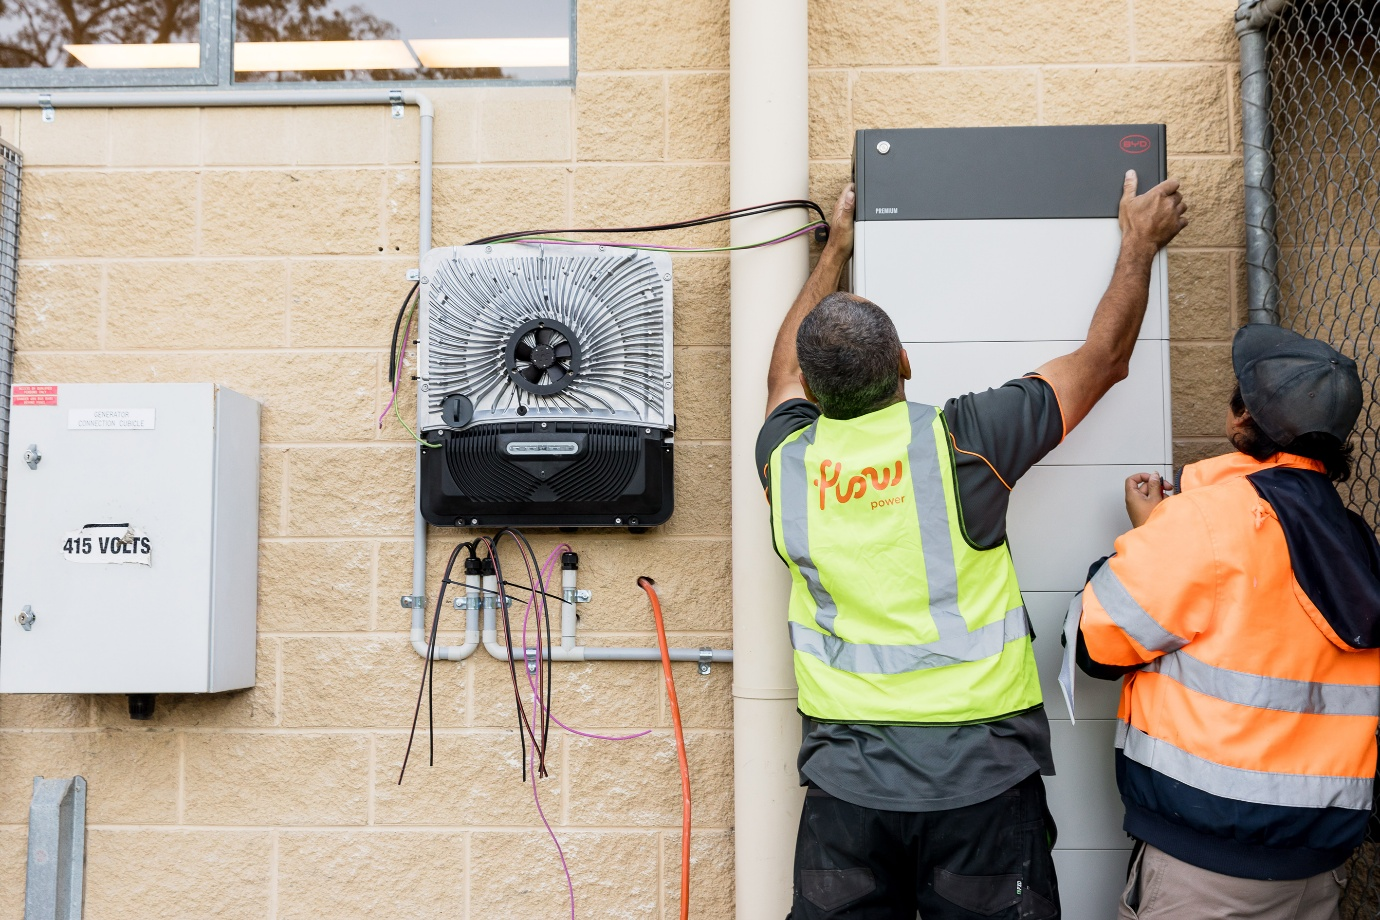 BYD
PREMIUM
GENERATOR
CONNECTION CUBICLE
415 VOLTS
flow
power